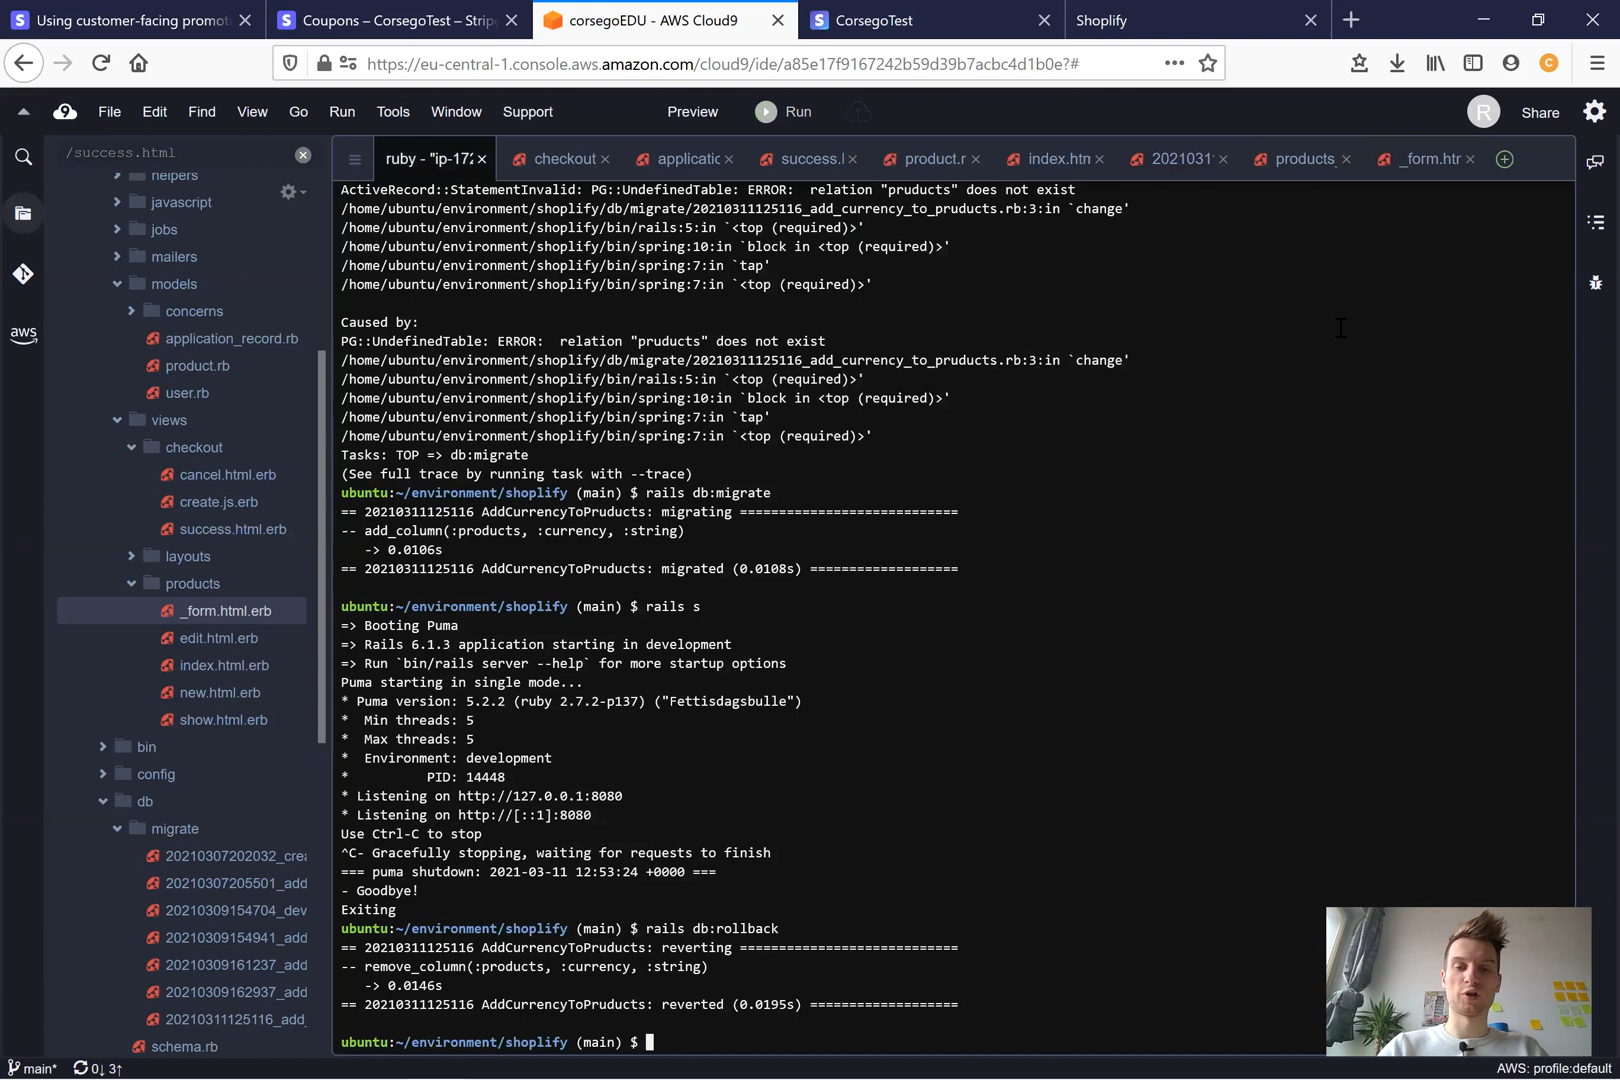 Using customer-facing promot
Coupons – CorsegoTest – Stripe
corsegoEDU - AWS Cloud9
CorsegoTest
Shoplify
https://eu-central-1.console.aws.amazon.com/cloud9/ide/a85e17f9167242b59d39b7acbc4d1b0e?#
File Edit Find View Go Run Tools Window Support Preview Run R Share
/success.html
ruby - "ip-172
checkout
applicatic
success.l
product.r
index.htn
2021031
products_
_form.htr
helpers
javascript
jobs
mailers
models
concerns
application_record.rb
product.rb
user.rb
views
checkout
cancel.html.erb
create.js.erb
success.html.erb
layouts
products
_form.html.erb
edit.html.erb
index.html.erb
new.html.erb
show.html.erb
bin
config
db
migrate
20210307202032_crea
20210307205501_add
20210309154704_dev
20210309154941_add
20210309161237_add
20210309162937_add
20210311125116_add_
schema.rb
aws
ActiveRecord::StatementInvalid: PG::UndefinedTable: ERROR:  relation "pruducts" does not exist
/home/ubuntu/environment/shoplify/db/migrate/20210311125116_add_currency_to_pruducts.rb:3:in `change'
/home/ubuntu/environment/shoplify/bin/rails:5:in `<top (required)>'
/home/ubuntu/environment/shoplify/bin/spring:10:in `block in <top (required)>'
/home/ubuntu/environment/shoplify/bin/spring:7:in `tap'
/home/ubuntu/environment/shoplify/bin/spring:7:in `<top (required)>'
Caused by:
PG::UndefinedTable: ERROR:  relation "pruducts" does not exist
/home/ubuntu/environment/shoplify/db/migrate/20210311125116_add_currency_to_pruducts.rb:3:in `change'
/home/ubuntu/environment/shoplify/bin/rails:5:in `<top (required)>'
/home/ubuntu/environment/shoplify/bin/spring:10:in `block in <top (required)>'
/home/ubuntu/environment/shoplify/bin/spring:7:in `tap'
/home/ubuntu/environment/shoplify/bin/spring:7:in `<top (required)>'
Tasks: TOP => db:migrate
(See full trace by running task with --trace)
ubuntu:~/environment/shoplify (main) $ rails db:migrate
== 20210311125116 AddCurrencyToPruducts: migrating ============================
-- add_column(:products, :currency, :string)
-> 0.0106s
== 20210311125116 AddCurrencyToPruducts: migrated (0.0108s) ===================
ubuntu:~/environment/shoplify (main) $ rails s
=> Booting Puma
=> Rails 6.1.3 application starting in development
=> Run `bin/rails server --help` for more startup options
Puma starting in single mode...
* Puma version: 5.2.2 (ruby 2.7.2-p137) ("Fettisdagsbulle")
*  Min threads: 5
*  Max threads: 5
*  Environment: development
*          PID: 14448
* Listening on http://127.0.0.1:8080
* Listening on http://[::1]:8080
Use Ctrl-C to stop
^C- Gracefully stopping, waiting for requests to finish
=== puma shutdown: 2021-03-11 12:53:24 +0000 ===
- Goodbye!
Exiting
ubuntu:~/environment/shoplify (main) $ rails db:rollback
== 20210311125116 AddCurrencyToPruducts: reverting ============================
-- remove_column(:products, :currency, :string)
-> 0.0146s
== 20210311125116 AddCurrencyToPruducts: reverted (0.0195s) ===================
ubuntu:~/environment/shoplify (main) $
main* 0↓ 3↑
AWS: profile:default